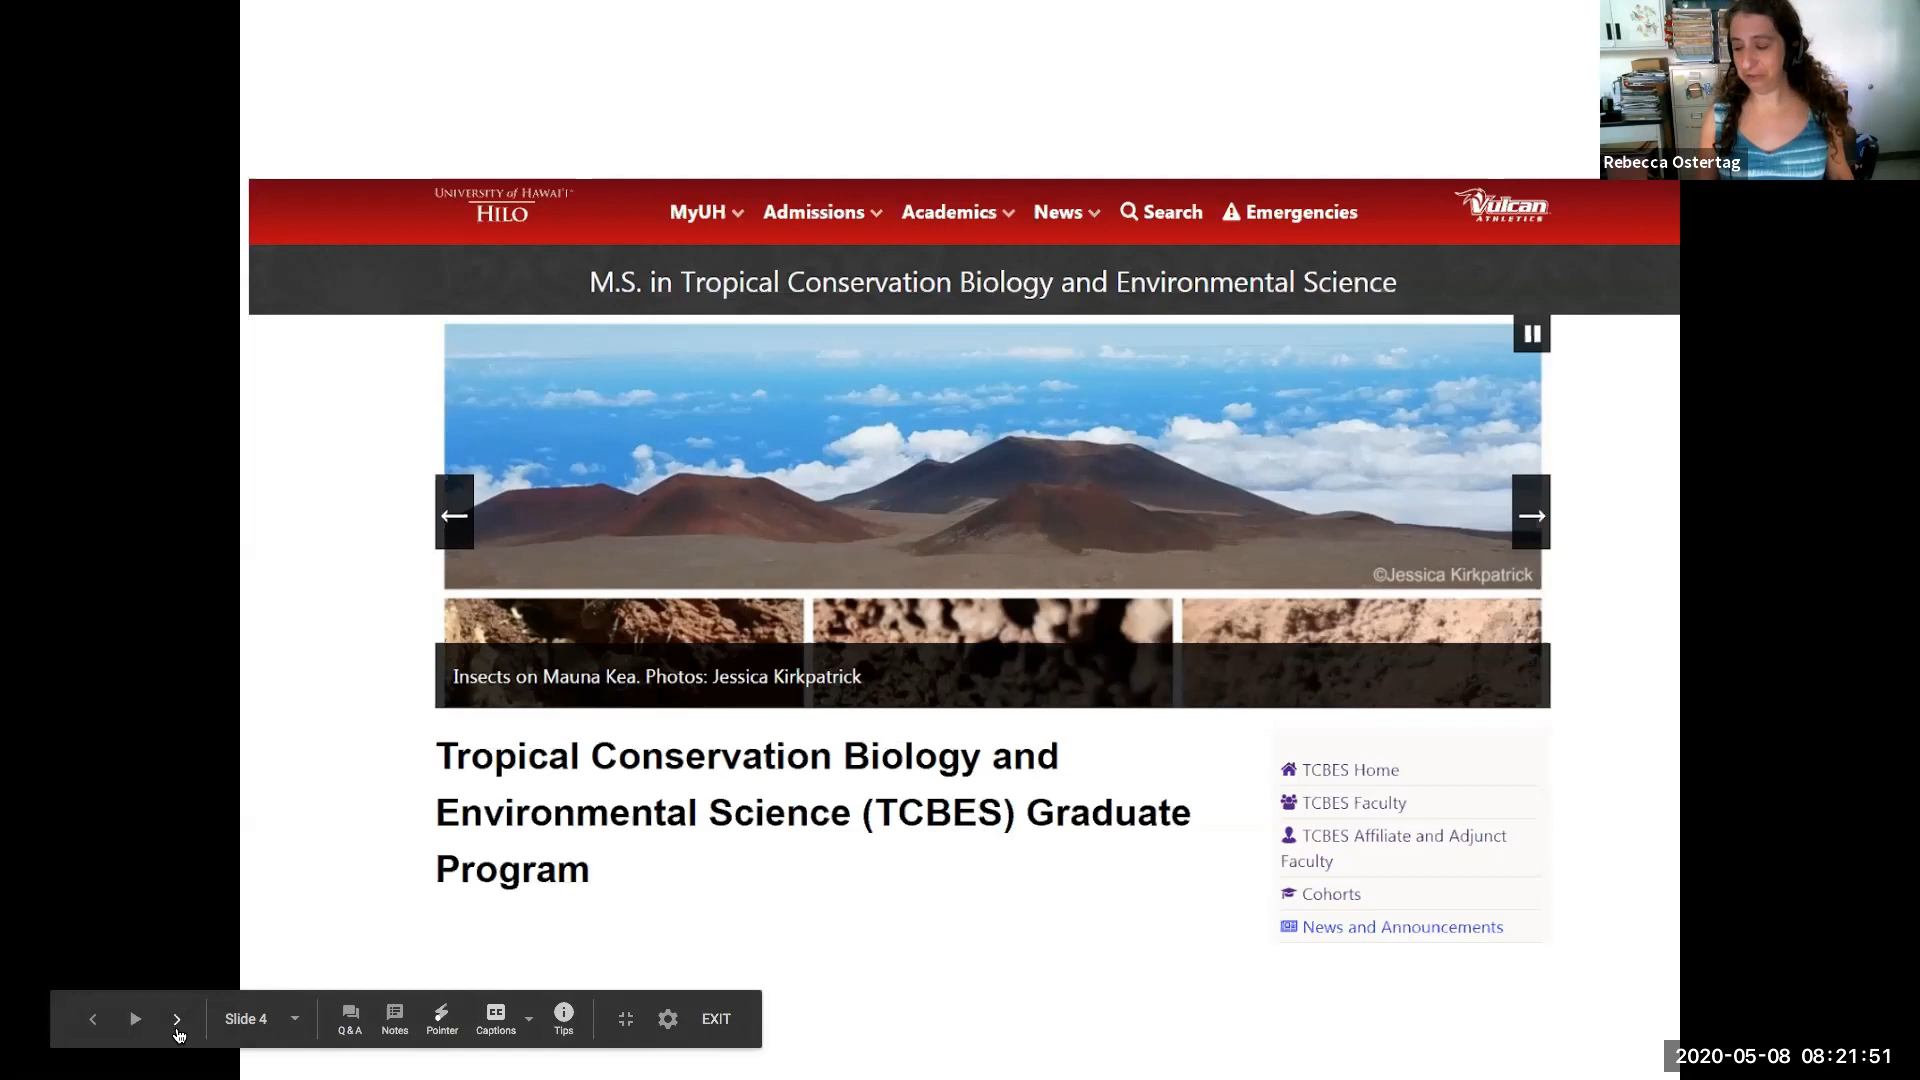 Rebecca Ostertag
UNIVERSITY of HAWAIʻI
HILO
MyUH
Admissions
Academics
News
Search
Emergencies
Vulcan
ATHLETICS
M.S. in Tropical Conservation Biology and Environmental Science
©Jessica Kirkpatrick
Insects on Mauna Kea. Photos: Jessica Kirkpatrick
Tropical Conservation Biology and
Environmental Science (TCBES) Graduate
Program
TCBES Home
TCBES Faculty
TCBES Affiliate and Adjunct
Faculty
Cohorts
News and Announcements
Slide 4
Q&A
Notes
Pointer
CC
Captions
Tips
EXIT
2020-05-08 08:21:51